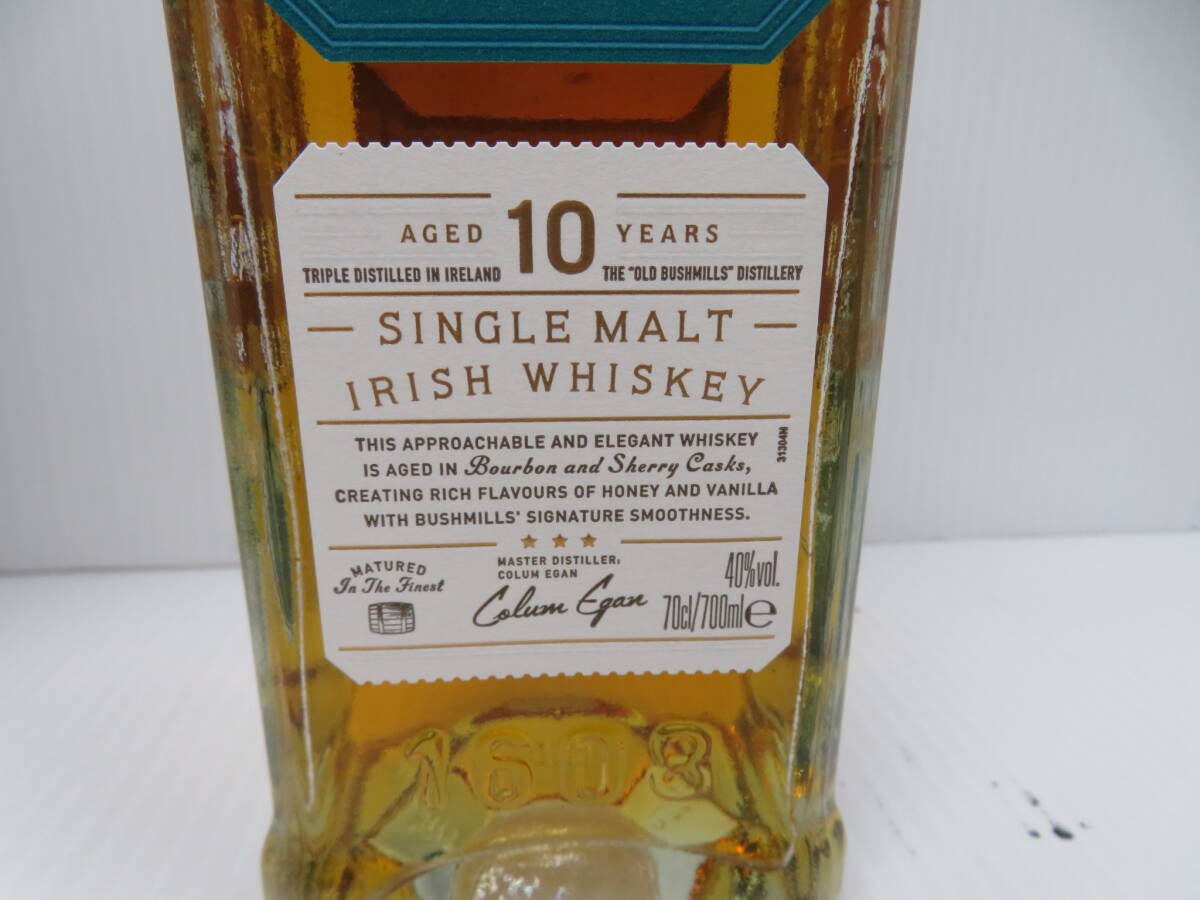 AGED 10 YEARS
TRIPLE DISTILLED IN IRELAND THE "OLD BUSHMILLS" DISTILLERY
SINGLE MALT
IRISH WHISKEY
THIS APPROACHABLE AND ELEGANT WHISKEY
IS AGED IN Bourbon and Sherry Casks,
CREATING RICH FLAVOURS OF HONEY AND VANILLA
WITH BUSHMILLS' SIGNATURE SMOOTHNESS.
31304N
MATURED
In The Finest
MASTER DISTILLER,
COLUM EGAN
Colum Egan
40%vol.
70cl/700ml e
1608